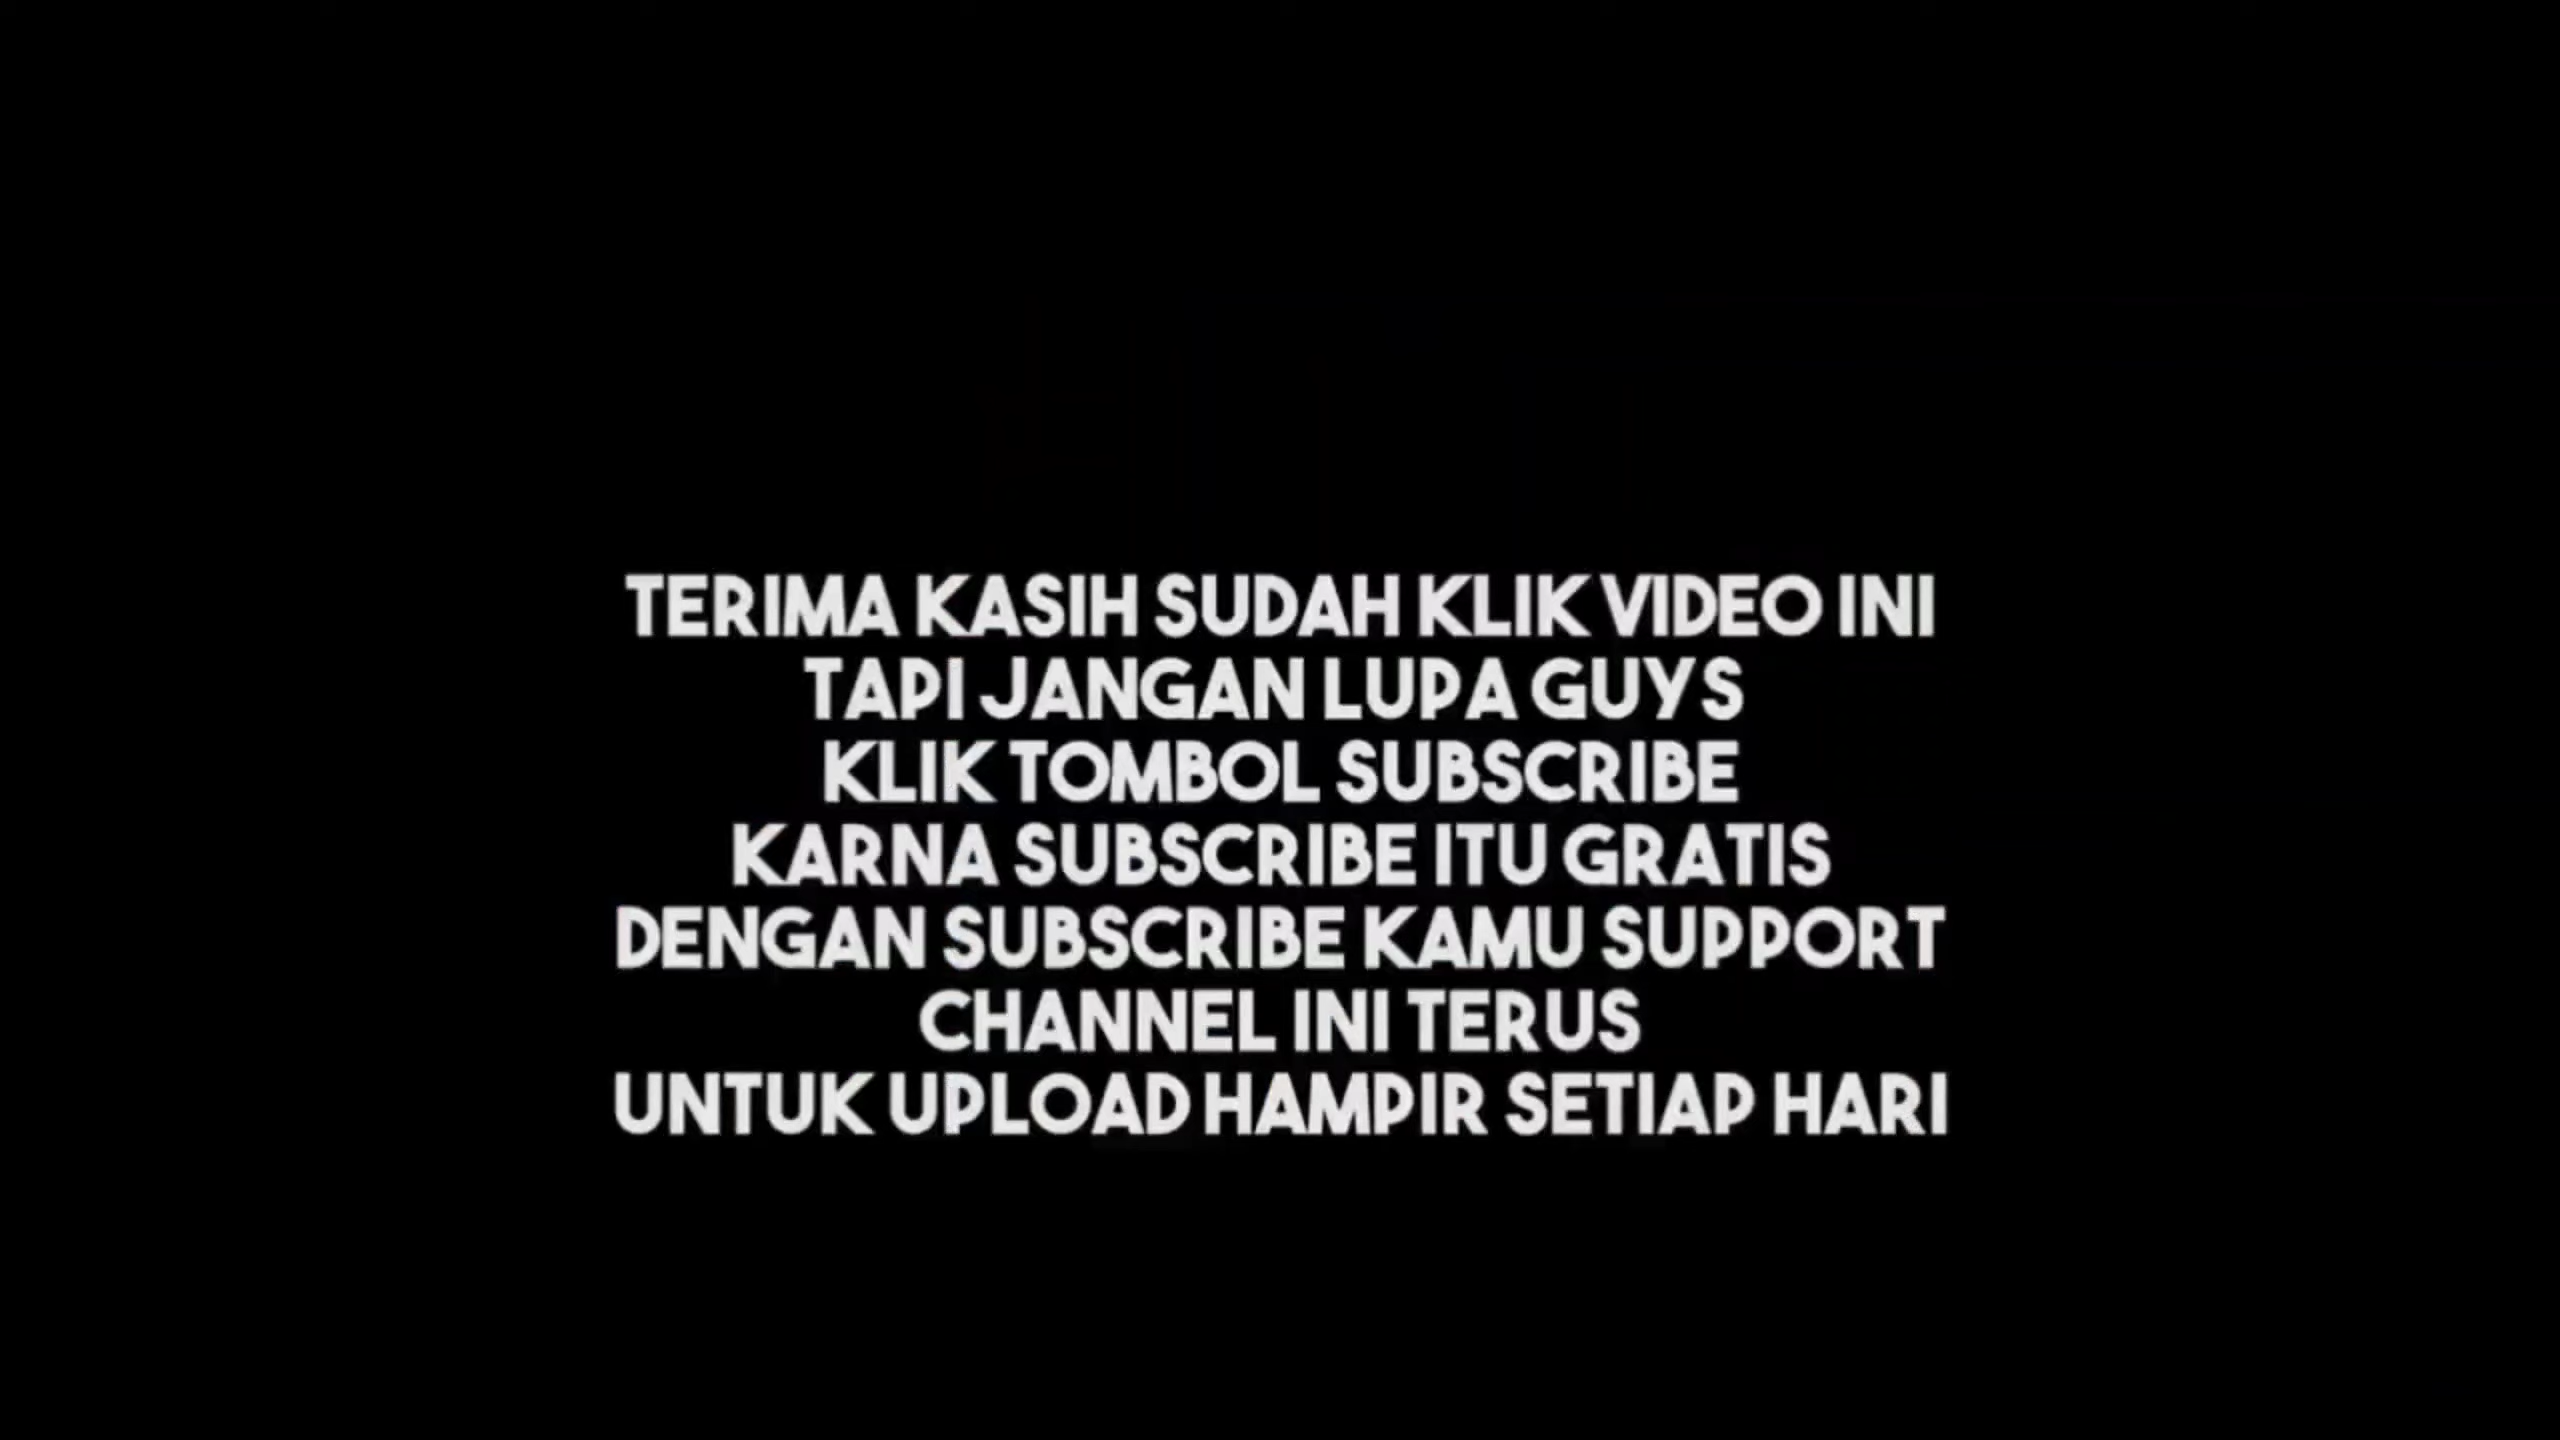 TERIMA KASIH SUDAH KLIK VIDEO INI
TAPI JANGAN LUPA GUYS
KLIK TOMBOL SUBSCRIBE
KARNA SUBSCRIBE ITU GRATIS
DENGAN SUBSCRIBE KAMU SUPPORT
CHANNEL INI TERUS
UNTUK UPLOAD HAMPIR SETIAP HARI